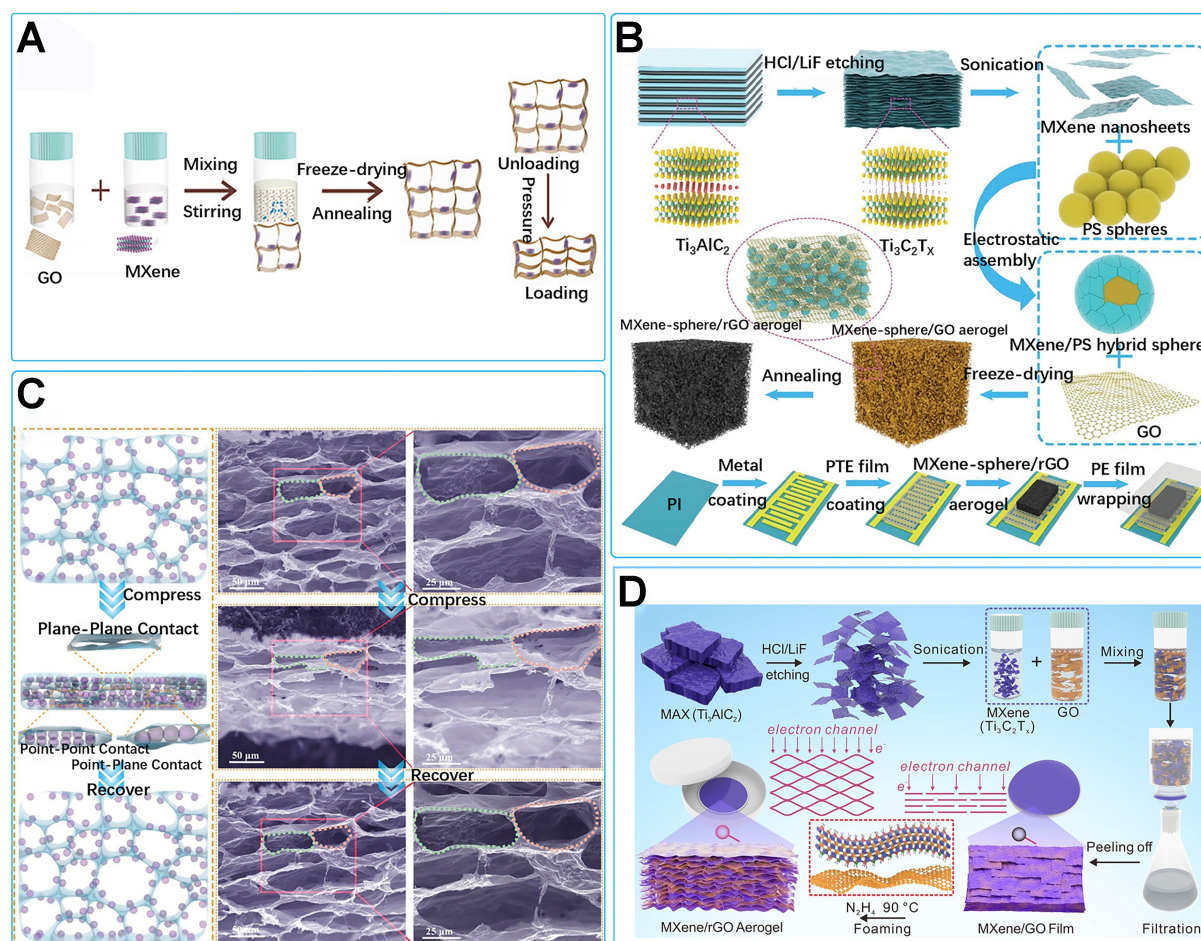 A
GO
+
MXene
Mixing
Stirring
Freeze-drying
Annealing
Unloading
Pressure
Loading
B
HCl/LiF etching
Sonication
MXene nanosheets
+
PS spheres
Ti₃AlC₂
Ti₃C₂Tₓ
Electrostatic
assembly
MXene/PS hybrid sphere
+
GO
Freeze-drying
MXene-sphere/GO aerogel
Annealing
MXene-sphere/rGO aerogel
PI
Metal
coating
PTE film
coating
MXene-sphere/rGO
aerogel
PE film
wrapping
C
Compress
Plane-Plane Contact
Point-Point Contact
Point-Plane Contact
Recover
50 μm
25 μm
Compress
50 μm
25 μm
Recover
50 μm
25 μm
D
MAX (Ti₃AlC₂)
HCl/LiF
etching
Sonication
MXene
(Ti₃C₂Tₓ)
+
GO
Mixing
Filtration
Peeling off
electron channel
e⁻
electron channel
e⁻
MXene/GO Film
N₂H₄ 90 °C
Foaming
MXene/rGO Aerogel